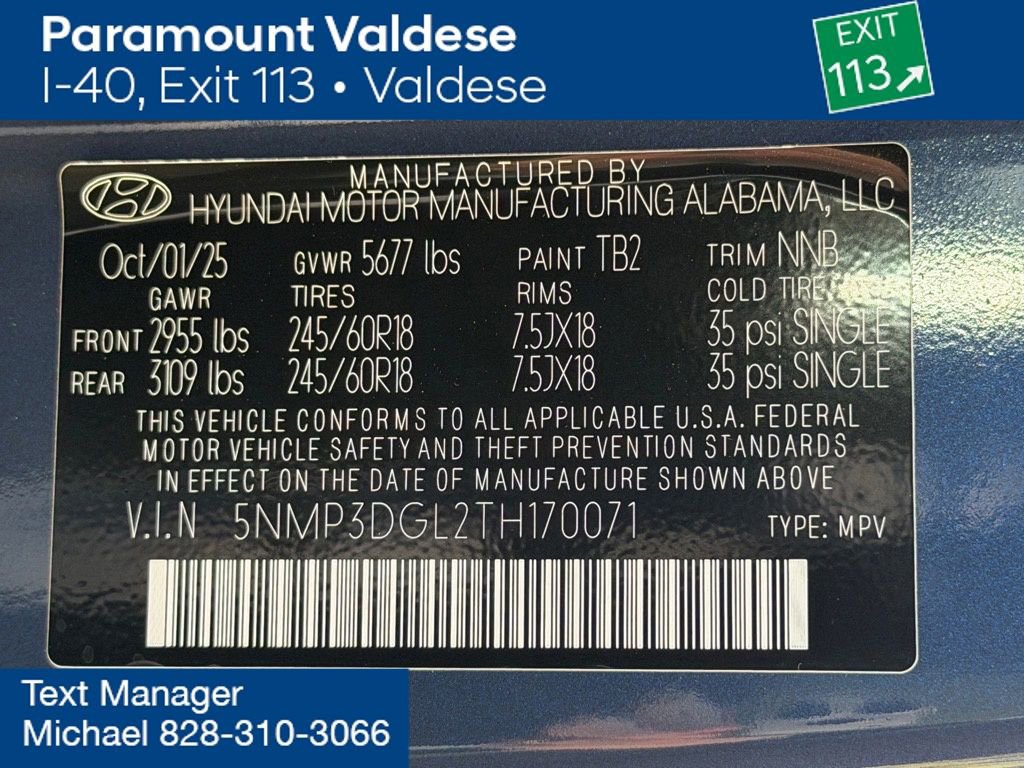 Paramount Valdese
I-40, Exit 113 • Valdese
EXIT
113
MANUFACTURED BY
HYUNDAI MOTOR MANUFACTURING ALABAMA, LLC
Oct/01/25 GVWR 5677 lbs PAINT TB2 TRIM NNB
GAWR TIRES RIMS COLD TIRE
FRONT 2955 lbs 245/60R18 7.5JX18 35 psi SINGLE
REAR 3109 lbs 245/60R18 7.5JX18 35 psi SINGLE
THIS VEHICLE CONFORMS TO ALL APPLICABLE U.S.A. FEDERAL
MOTOR VEHICLE SAFETY AND THEFT PREVENTION STANDARDS
IN EFFECT ON THE DATE OF MANUFACTURE SHOWN ABOVE
V.I.N 5NMP3DGL2TH170071 TYPE: MPV
Text Manager
Michael 828-310-3066